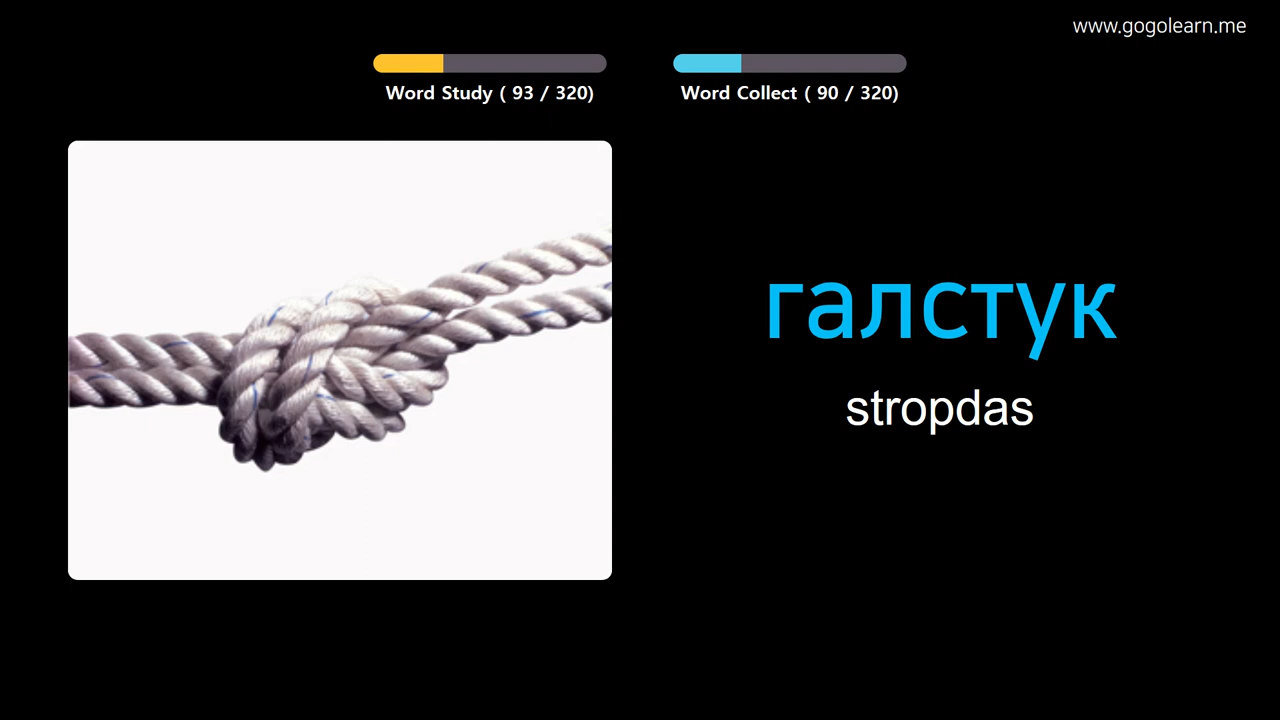 www.gogolearn.me
Word Study ( 93 / 320)
Word Collect ( 90 / 320)
галстук
stropdas